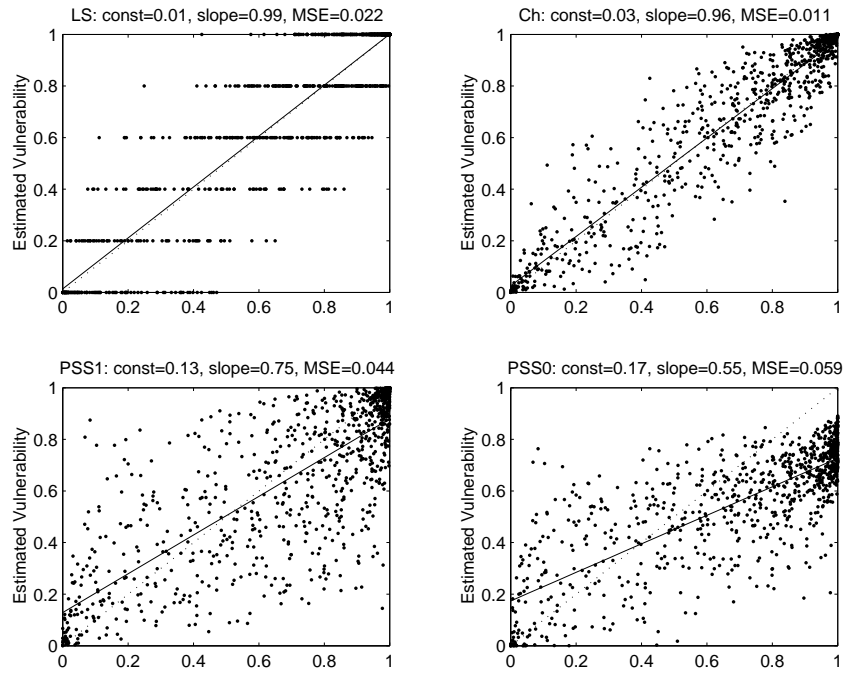 LS: const=0.01, slope=0.99, MSE=0.022
1
0.8
0.6
0.4
0.2
0
Estimated Vulnerability
0 0.2 0.4 0.6 0.8 1
Ch: const=0.03, slope=0.96, MSE=0.011
1
0.8
0.6
0.4
0.2
0
Estimated Vulnerability
0 0.2 0.4 0.6 0.8 1
PSS1: const=0.13, slope=0.75, MSE=0.044
1
0.8
0.6
0.4
0.2
0
Estimated Vulnerability
0 0.2 0.4 0.6 0.8 1
PSS0: const=0.17, slope=0.55, MSE=0.059
1
0.8
0.6
0.4
0.2
0
Estimated Vulnerability
0 0.2 0.4 0.6 0.8 1